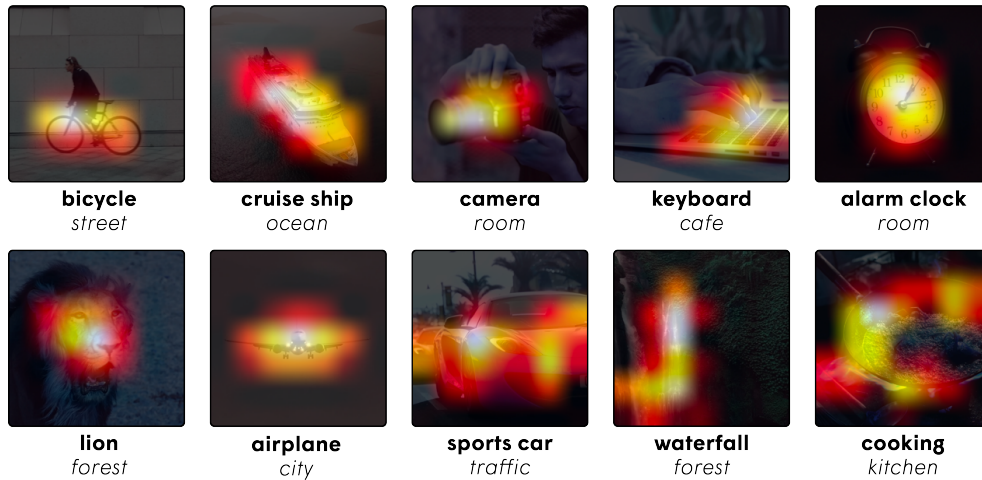 bicycle
street
cruise ship
ocean
camera
room
keyboard
cafe
alarm clock
room
lion
forest
airplane
city
sports car
traffic
waterfall
forest
cooking
kitchen